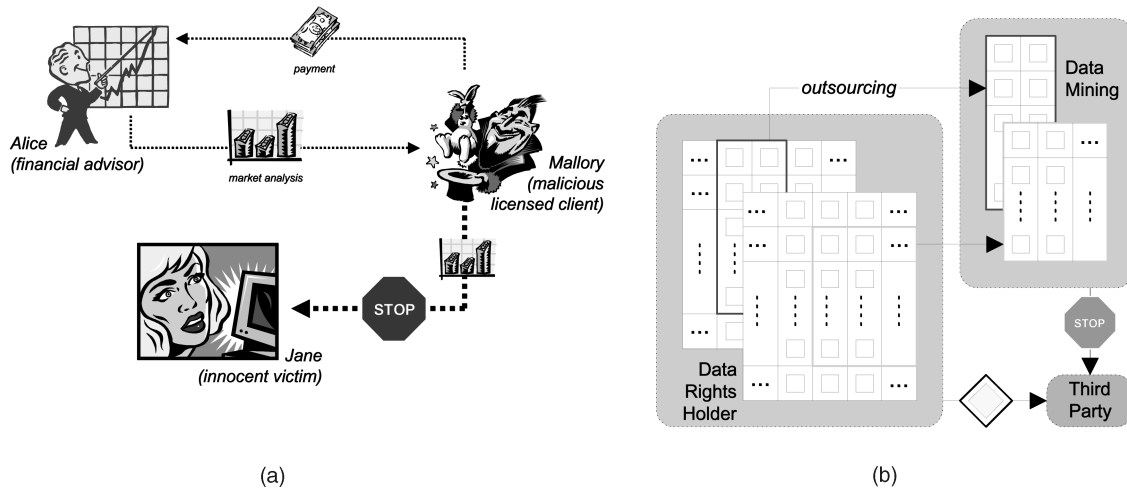 payment
Alice
(financial advisor)
market analysis
Mallory
(malicious
licensed client)
STOP
Jane
(innocent victim)
(a)
outsourcing
Data
Mining
Data
Rights
Holder
STOP
Third
Party
(b)